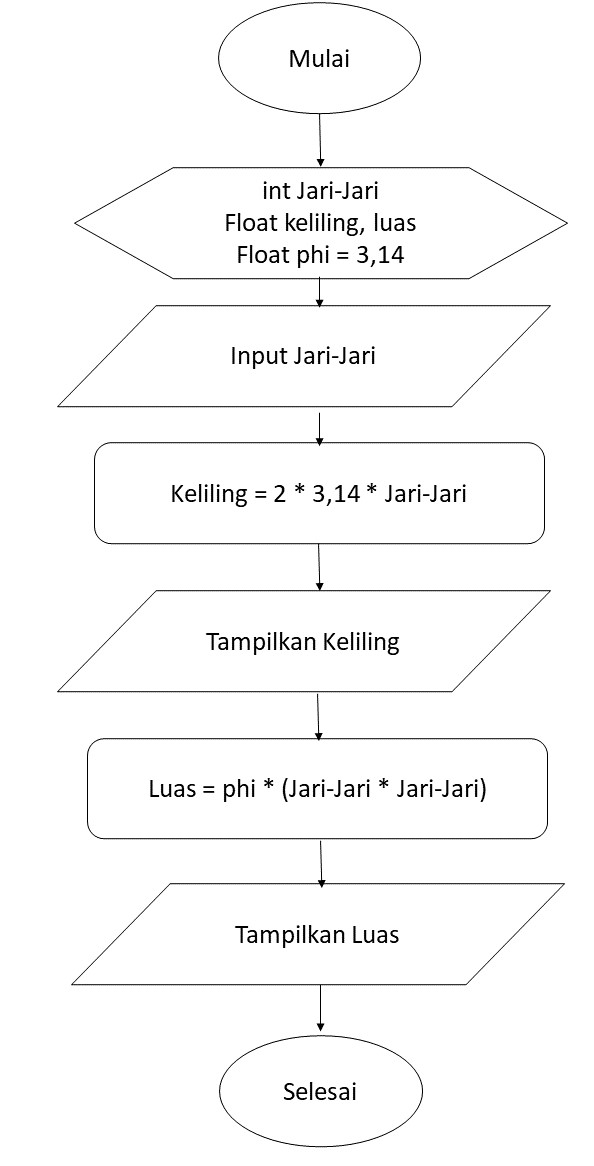 Mulai
int Jari-Jari
Float keliling, luas
Float phi = 3,14
Input Jari-Jari
Keliling = 2 * 3,14 * Jari-Jari
Tampilkan Keliling
Luas = phi * (Jari-Jari * Jari-Jari)
Tampilkan Luas
Selesai